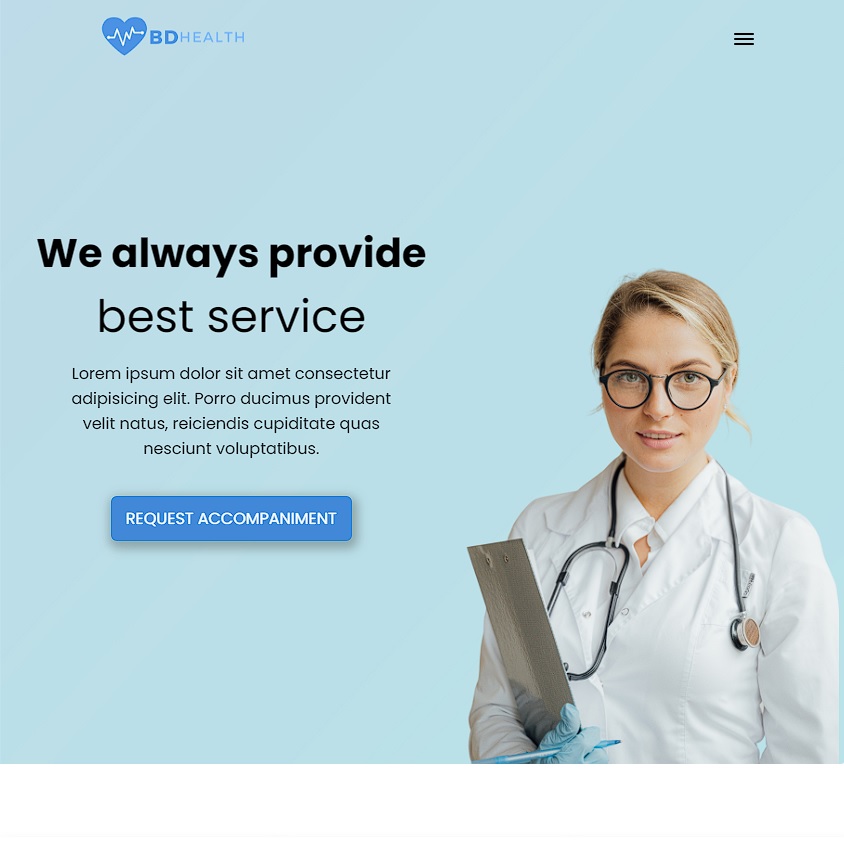 BDHEALTH
We always provide
best service
Lorem ipsum dolor sit amet consectetur
adipisicing elit. Porro ducimus provident
velit natus, reiciendis cupiditate quas
nesciunt voluptatibus.
REQUEST ACCOMPANIMENT